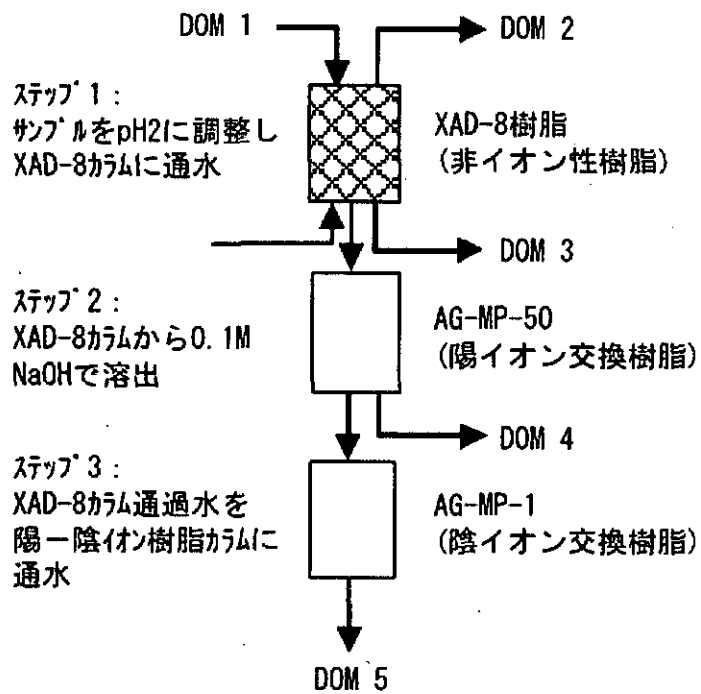 DOM 1
DOM 2
ステップ 1 :
サンプルをpH2に調整し
XAD-8カラムに通水
XAD-8樹脂
(非イオン性樹脂)
DOM 3
ステップ 2 :
XAD-8カラムから0.1M
NaOHで溶出
AG-MP-50
(陽イオン交換樹脂)
DOM 4
ステップ 3 :
XAD-8カラム通過水を
陽ー陰イオン樹脂カラムに
通水
AG-MP-1
(陰イオン交換樹脂)
DOM 5